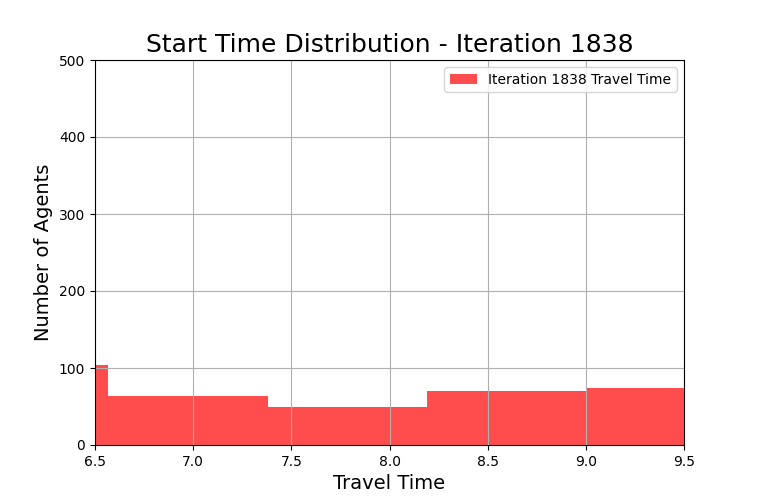 Start Time Distribution - Iteration 1838
Iteration 1838 Travel Time
Number of Agents
500
400
300
200
100
0
6.5 7.0 7.5 8.0 8.5 9.0 9.5
Travel Time